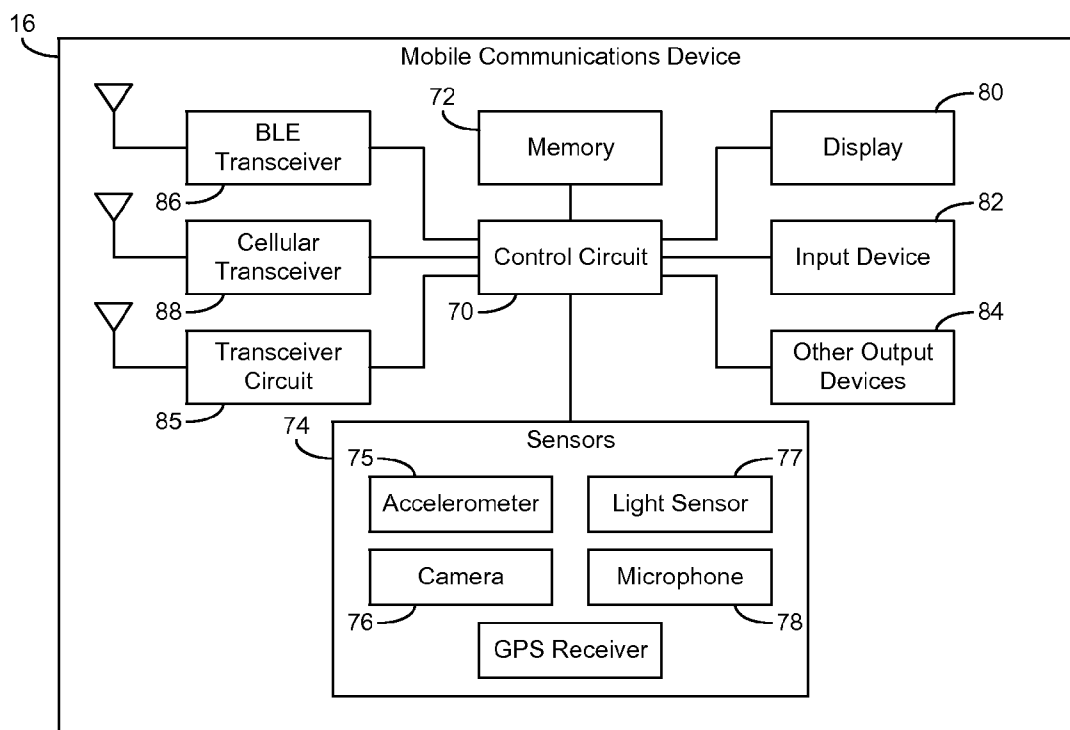 16
Mobile Communications Device
BLE
Transceiver
86
72
Memory
80
Display
Cellular
Transceiver
88
Control Circuit
70
82
Input Device
Transceiver
Circuit
85
84
Other Output
Devices
74
Sensors
75
Accelerometer
77
Light Sensor
Camera
76
Microphone
78
GPS Receiver